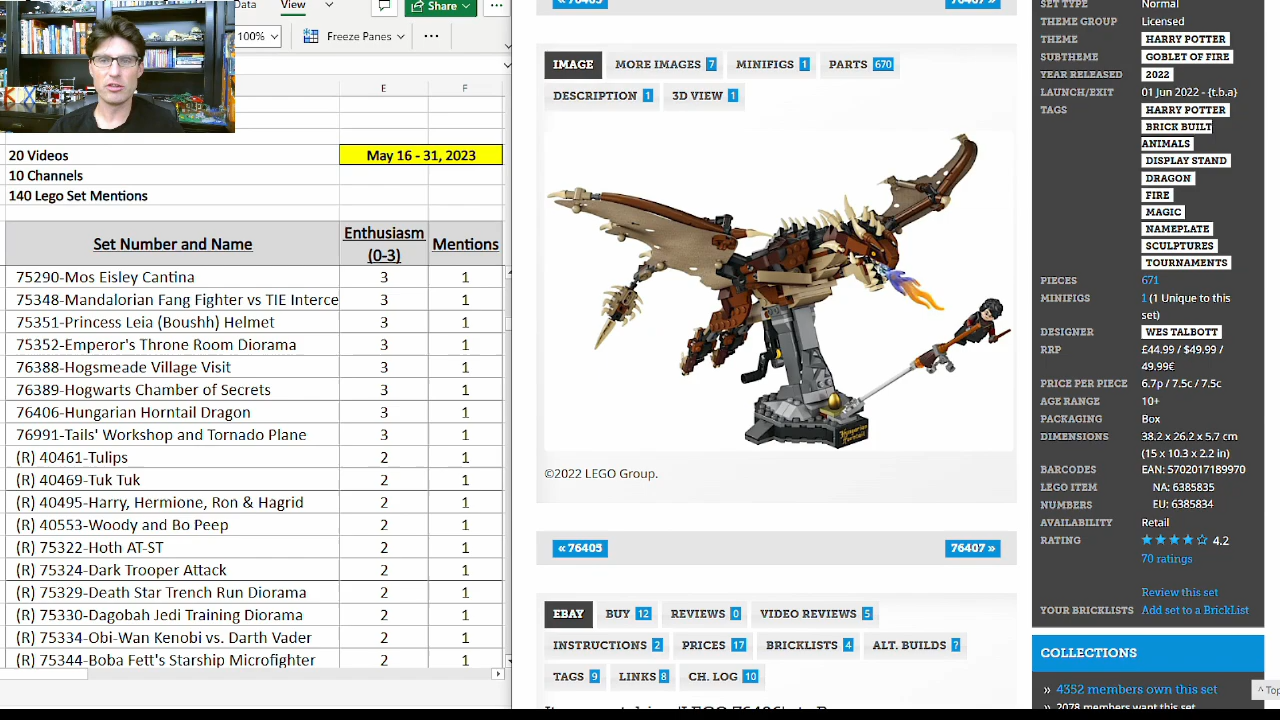 Data
View
Share
100%
Freeze Panes
E
F
20 Videos
May 16 - 31, 2023
10 Channels
140 Lego Set Mentions
Set Number and Name
Enthusiasm (0-3)
Mentions
75290-Mos Eisley Cantina 3 1
75348-Mandalorian Fang Fighter vs TIE Interce 3 1
75351-Princess Leia (Boushh) Helmet 3 1
75352-Emperor's Throne Room Diorama 3 1
76388-Hogsmeade Village Visit 3 1
76389-Hogwarts Chamber of Secrets 3 1
76406-Hungarian Horntail Dragon 3 1
76991-Tails' Workshop and Tornado Plane 3 1
(R) 40461-Tulips 2 1
(R) 40469-Tuk Tuk 2 1
(R) 40495-Harry, Hermione, Ron & Hagrid 2 1
(R) 40553-Woody and Bo Peep 2 1
(R) 75322-Hoth AT-ST 2 1
(R) 75324-Dark Trooper Attack 2 1
(R) 75329-Death Star Trench Run Diorama 2 1
(R) 75330-Dagobah Jedi Training Diorama 2 1
(R) 75334-Obi-Wan Kenobi vs. Darth Vader 2 1
(R) 75344-Boba Fett's Starship Microfighter 2 1
« 76405 76407 »
IMAGE MORE IMAGES 7 MINIFIGS 1 PARTS 670
DESCRIPTION 1 3D VIEW 1
Hungarian Horntail
©2022 LEGO Group.
« 76405 76407 »
EBAY BUY 12 REVIEWS 0 VIDEO REVIEWS 5
INSTRUCTIONS 2 PRICES 17 BRICKLISTS 4 ALT. BUILDS ?
TAGS 9 LINKS 8 CH. LOG 10
SET TYPE Normal
THEME GROUP Licensed
THEME HARRY POTTER
SUBTHEME GOBLET OF FIRE
YEAR RELEASED 2022
LAUNCH/EXIT 01 Jun 2022 - {t.b.a}
TAGS HARRY POTTER
BRICK BUILT
ANIMALS
DISPLAY STAND
DRAGON
FIRE
MAGIC
NAMEPLATE
SCULPTURES
TOURNAMENTS
PIECES 671
MINIFIGS 1 (1 Unique to this
set)
DESIGNER WES TALBOTT
RRP £44.99 / $49.99 /
49.99€
PRICE PER PIECE 6.7p / 7.5c / 7.5c
AGE RANGE 10+
PACKAGING Box
DIMENSIONS 38.2 x 26.2 x 5.7 cm
(15 x 10.3 x 2.2 in)
BARCODES EAN: 5702017189970
LEGO ITEM NA: 6385835
NUMBERS EU: 6385834
AVAILABILITY Retail
RATING 4.2
70 ratings
Review this set
YOUR BRICKLISTS Add set to a BrickList
COLLECTIONS
» 4352 members own this set
2078 members want this set
^ Top